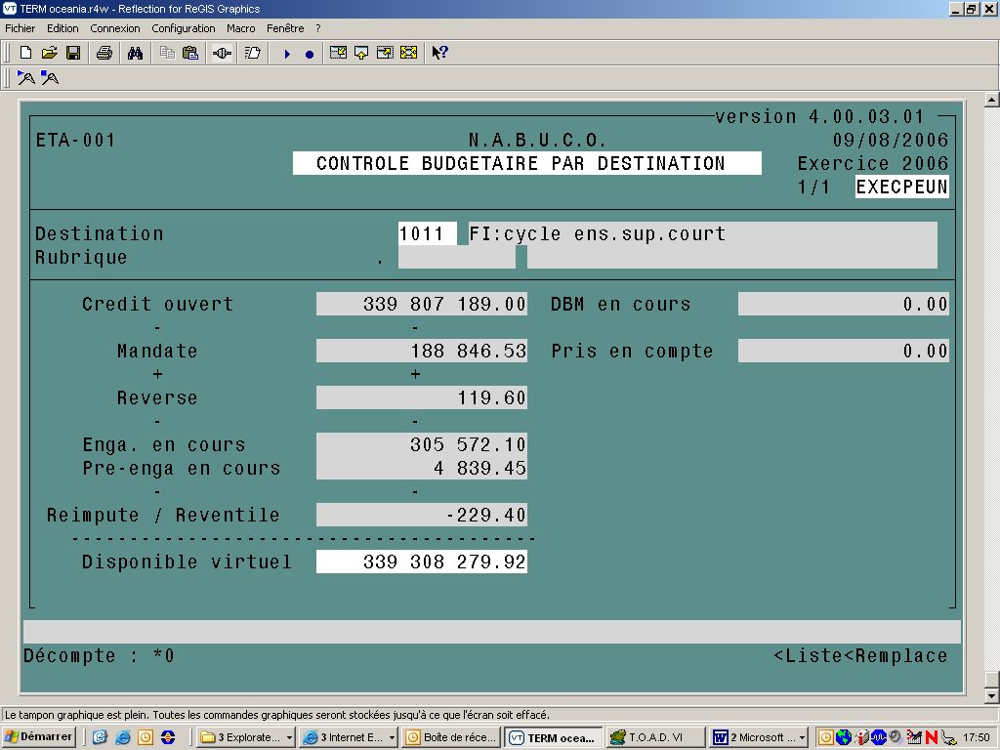 TERM oceania.r4w - Reflection for ReGIS Graphics
Fichier Edition Connexion Configuration Macro Fenêtre ?
version 4.00.03.01
ETA-001 N.A.B.U.C.O. 09/08/2006
CONTROLE BUDGETAIRE PAR DESTINATION Exercice 2006
1/1 EXECPEUN
Destination 1011 FI:cycle ens.sup.court
Rubrique .
Credit ouvert 339 807 189.00 DBM en cours 0.00
- -
Mandate 188 846.53 Pris en compte 0.00
+ +
Reverse 119.60
- -
Enga. en cours 305 572.10
Pre-enga en cours 4 839.45
- -
Reimpute / Reventile -229.40
----------------------------------------
Disponible virtuel 339 308 279.92
Décompte : *0 <Liste<Remplace
Le tampon graphique est plein. Toutes les commandes graphiques seront stockées jusqu'à ce que l'écran soit effacé.
Démarrer 3 Explorate... 3 Internet E... Boîte de réce... TERM ocea... T.O.A.D. VI 2 Microsoft ... 17:50